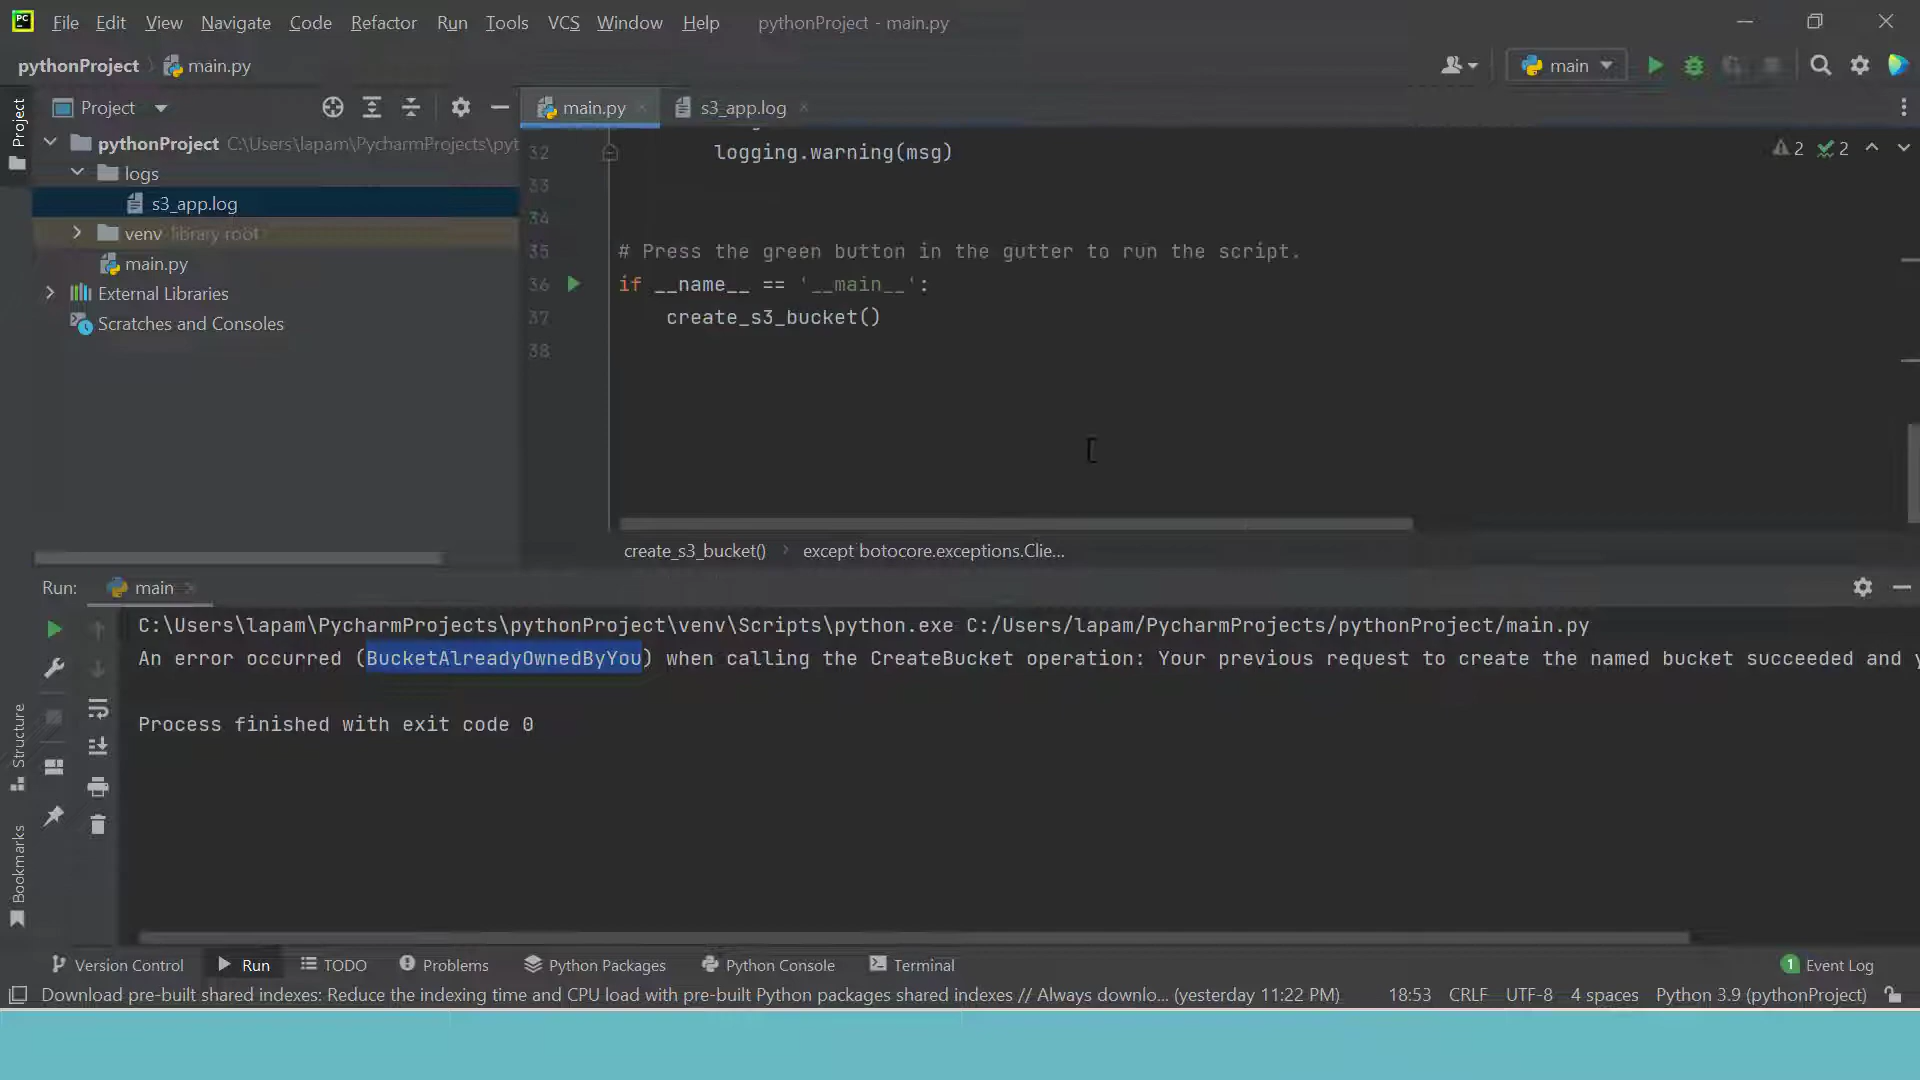 PC File Edit View Navigate Code Refactor Run Tools VCS Window Help pythonProject - main.py
pythonProject main.py main
Project
Project main.py s3_app.log
pythonProject C:\Users\lapam\PycharmProjects\pyt
logs
s3_app.log
venv library root
main.py
External Libraries
Scratches and Consoles
2 2
32 logging.warning(msg)
33
34
35 # Press the green button in the gutter to run the script.
36 if __name__ == '__main__':
37 create_s3_bucket()
38
create_s3_bucket() except botocore.exceptions.Clie...
Run: main
C:\Users\lapam\PycharmProjects\pythonProject\venv\Scripts\python.exe C:/Users/lapam/PycharmProjects/pythonProject/main.py
An error occurred (BucketAlreadyOwnedByYou) when calling the CreateBucket operation: Your previous request to create the named bucket succeeded and y
Process finished with exit code 0
Structure
Bookmarks
Version Control Run TODO Problems Python Packages Python Console Terminal 1 Event Log
Download pre-built shared indexes: Reduce the indexing time and CPU load with pre-built Python packages shared indexes // Always downlo... (yesterday 11:22 PM) 18:53 CRLF UTF-8 4 spaces Python 3.9 (pythonProject)